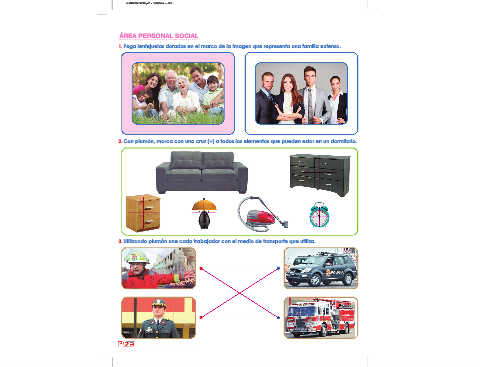 ÁREA PERSONAL SOCIAL
1. Pega lentejuelas doradas en el marco de la imagen que representa una familia extensa.
2. Con plumón, marca con una cruz (+) a todos los elementos que pueden estar en un dormitorio.
3. Utilizando plumón une cada trabajador con el medio de transporte que utiliza.